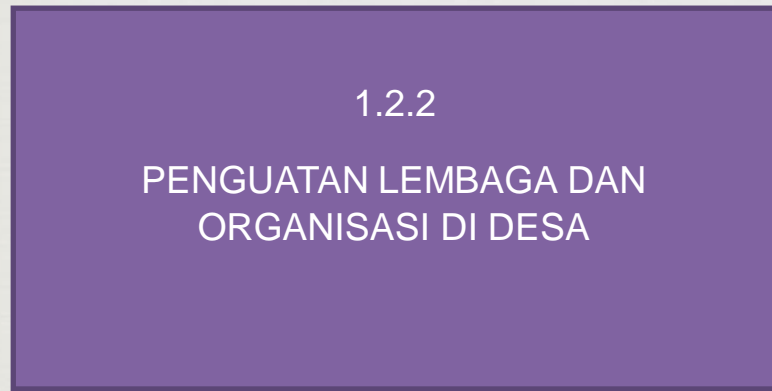 1.2.2
PENGUATAN LEMBAGA DAN
ORGANISASI DI DESA